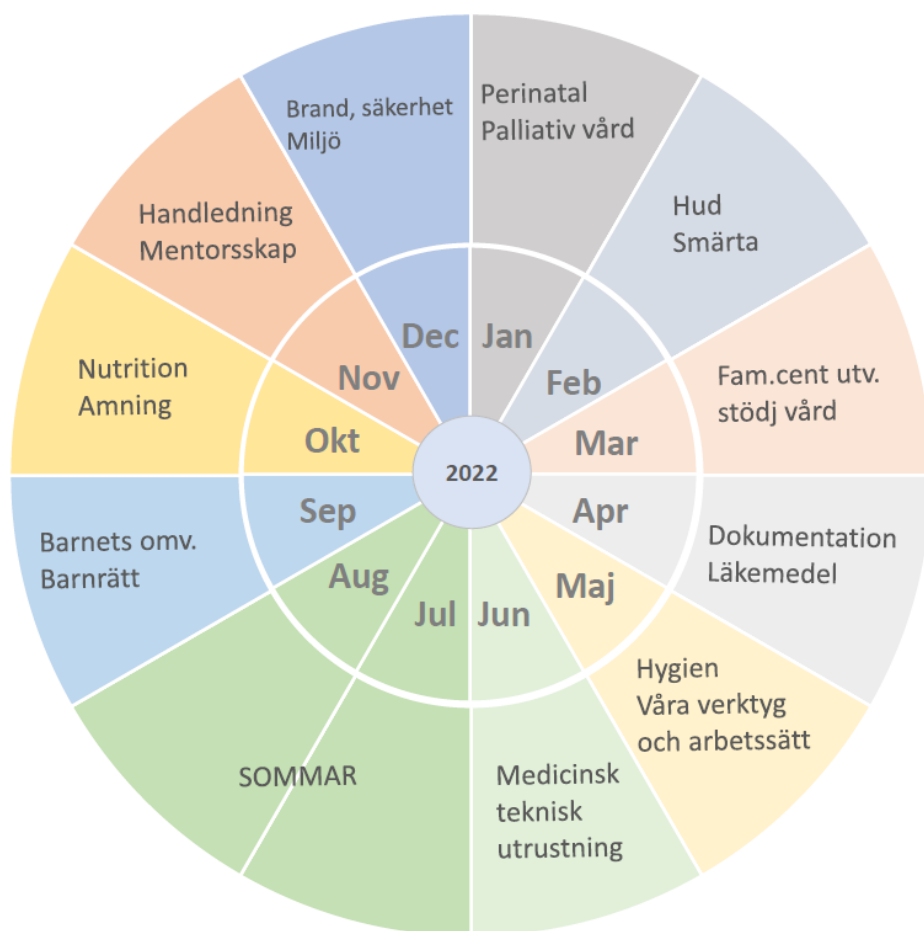 Perinatal
Palliativ vård
Hud
Smärta
Fam.cent utv.
stödj vård
Dokumentation
Läkemedel
Hygien
Våra verktyg
och arbetssätt
Medicinsk
teknisk
utrustning
SOMMAR
Barnets omv.
Barnrätt
Nutrition
Amning
Handledning
Mentorsskap
Brand, säkerhet
Miljö
Jan
Feb
Mar
Apr
Maj
Jun
Jul
Aug
Sep
Okt
Nov
Dec
2022